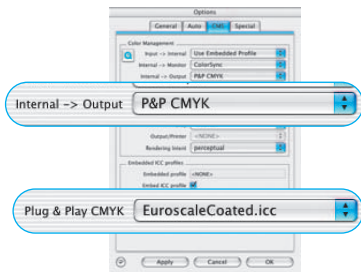 Options
General Auto CMS Special
Color Management
Input -> Internal Use Embedded Profile
Internal -> Monitor ColorSync
Internal -> Output P&P CMYK
Internal -> Output P&P CMYK
Output/Printer <NONE>
Rendering Intent perceptual
Embedded ICC profiles
Embedded profile <NONE>
Embed ICC profile
Plug & Play CMYK EuroscaleCoated.icc
Apply Cancel OK